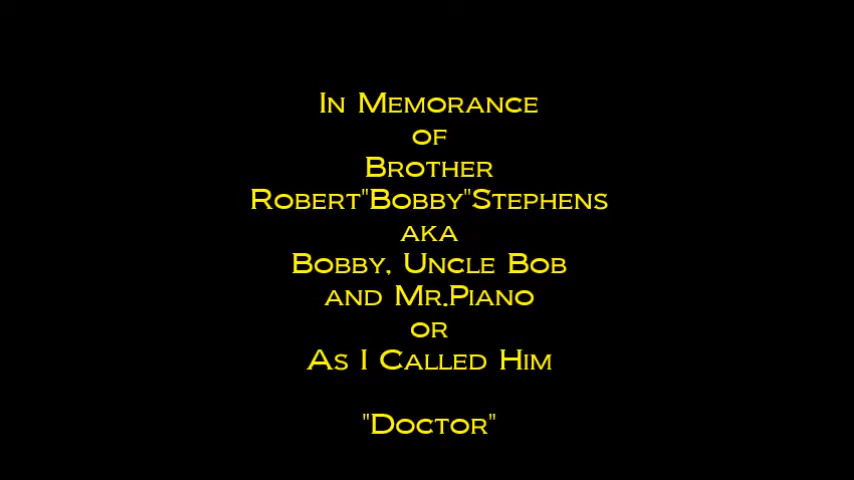 In Memorance
of
Brother
Robert"Bobby"Stephens
aka
Bobby, Uncle Bob
and Mr.Piano
or
As I Called Him
"Doctor"